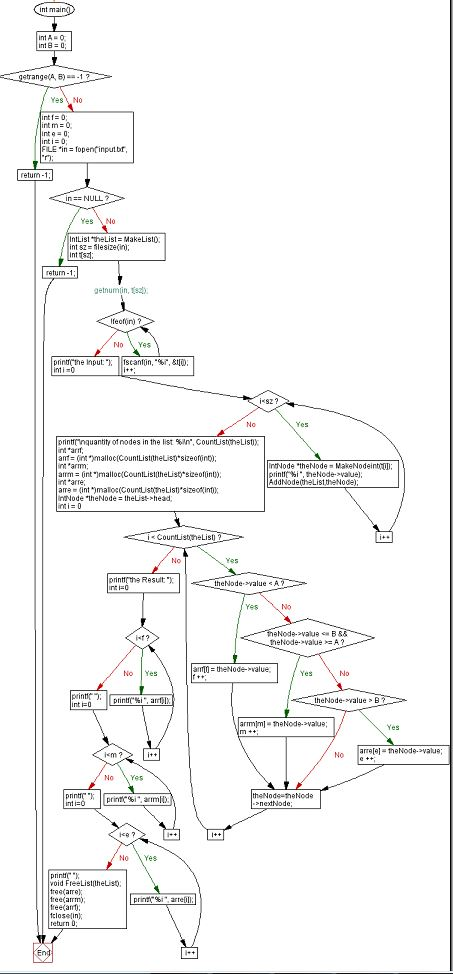 int main()
int A = 0;
int B = 0;
getrange(A, B) == -1 ?
Yes
No
int f = 0;
int m = 0;
int e = 0;
int i = 0;
FILE *in = fopen("input.txt",
"r");
return -1;
in == NULL ?
Yes
No
IntList *theList = MakeList();
int sz = filesize(in);
int t[sz];
return -1;
getnum(in, t[sz]);
!feof(in) ?
No
Yes
printf("the Input: ");
int i =0
fscanf(in, "%i", &t[i]);
i++;
i<sz ?
No
Yes
printf("\nquantity of nodes in the list: %i\n", CountList(theList));
int *arrf;
arrf = (int *)malloc(CountList(theList)*sizeof(int));
int *arrm;
arrm = (int *)malloc(CountList(theList)*sizeof(int));
int *arre;
arre = (int *)malloc(CountList(theList)*sizeof(int));
IntNode *theNode = theList->head;
int i = 0
IntNode *theNode = MakeNodeInt(t[i]);
printf("%i ", theNode->value);
AddNode(theList,theNode);
i++
i < CountList(theList) ?
No
Yes
printf("the Result: ");
int i=0
theNode->value < A ?
Yes
No
i<f ?
theNode->value <= B &&
theNode->value >= A ?
No
Yes
arrf[i] = theNode->value;
f ++;
Yes
No
printf(" ");
int i=0
printf("%i ", arrf[i]);
theNode->value > B ?
arrm[m] = theNode->value;
m ++;
Yes
No
i++
i<m ?
arre[e] = theNode->value;
e ++;
No
Yes
printf(" ");
int i=0
printf("%i ", arrm[i]);
theNode=theNode
->nextNode;
i++
i++
i<e ?
No
Yes
printf(" ");
void FreeList(theList);
free(arre);
free(arrm);
free(arrf);
fclose(in);
return 0;
printf("%i ", arre[i]);
i++
End